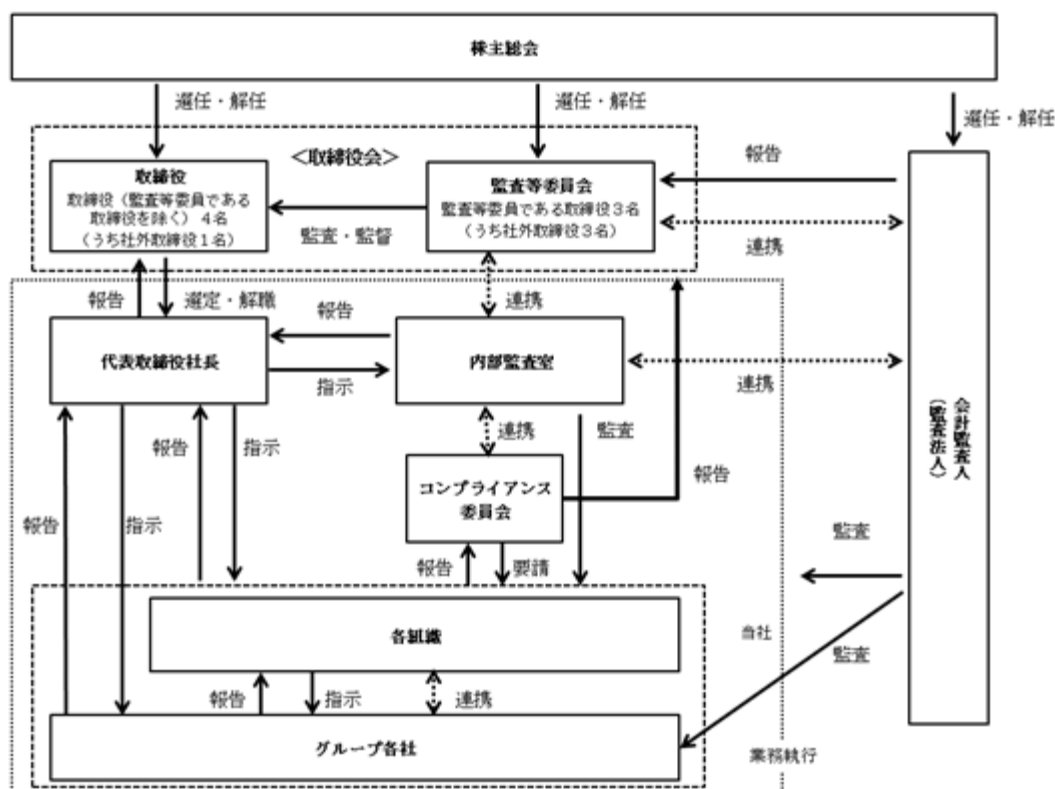 株主総会
選任・解任
選任・解任
選任・解任
＜取締役会＞
取締役
取締役（監査等委員である
取締役を除く）４名
（うち社外取締役１名）
監査等委員会
監査等委員である取締役３名
（うち社外取締役３名）
監査・監督
報告
連携
報告
選定・解職
連携
代表取締役社長
報告
指示
内部監査室
連携
会計監査人
（監査法人）
報告
指示
連携
監査
コンプライアンス
委員会
報告
報告
指示
報告
要請
監査
各組織
当社
監査
報告
指示
連携
グループ各社
業務執行